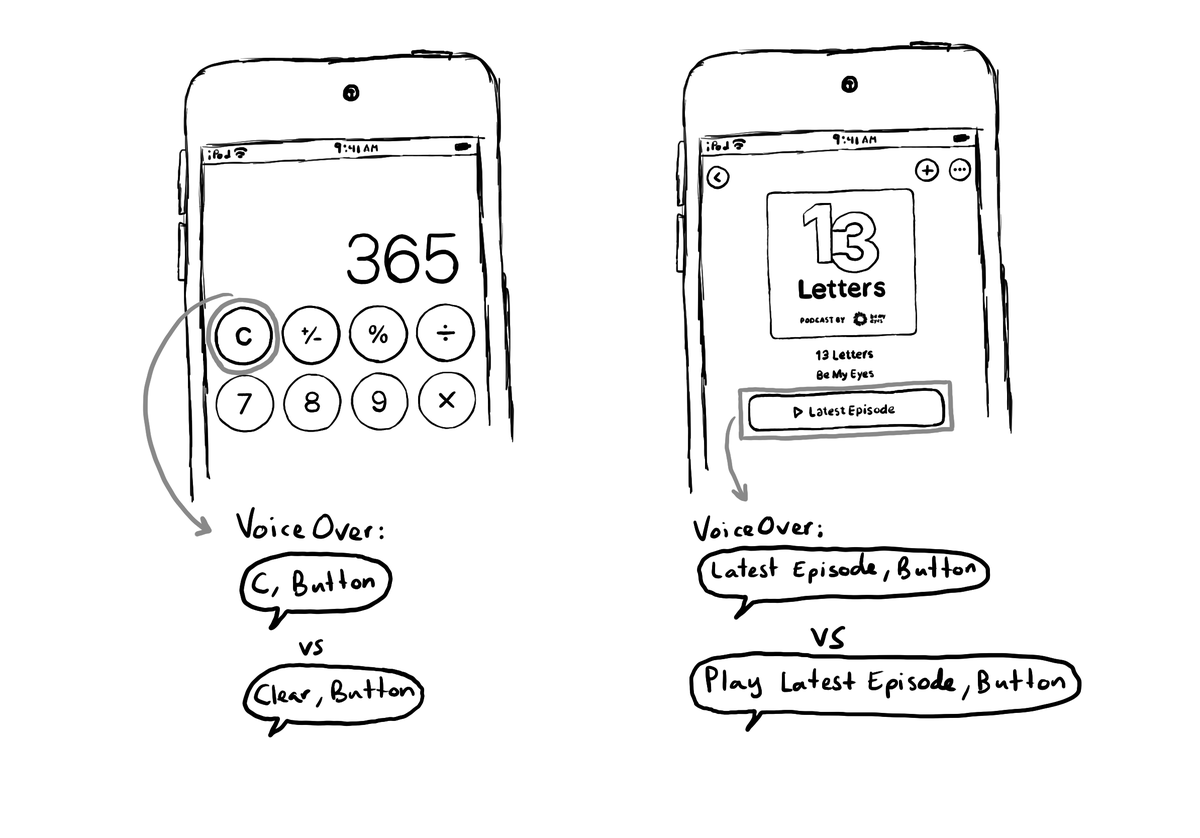 iPod 9:41 AM
365
C +/- % ÷
7 8 9 ×
VoiceOver:
C, Button
vs
Clear, Button
iPod 9:41 AM
13
Letters
PODCAST BY be my eyes
13 Letters
Be My Eyes
Latest Episode
VoiceOver:
Latest Episode, Button
VS
Play Latest Episode, Button